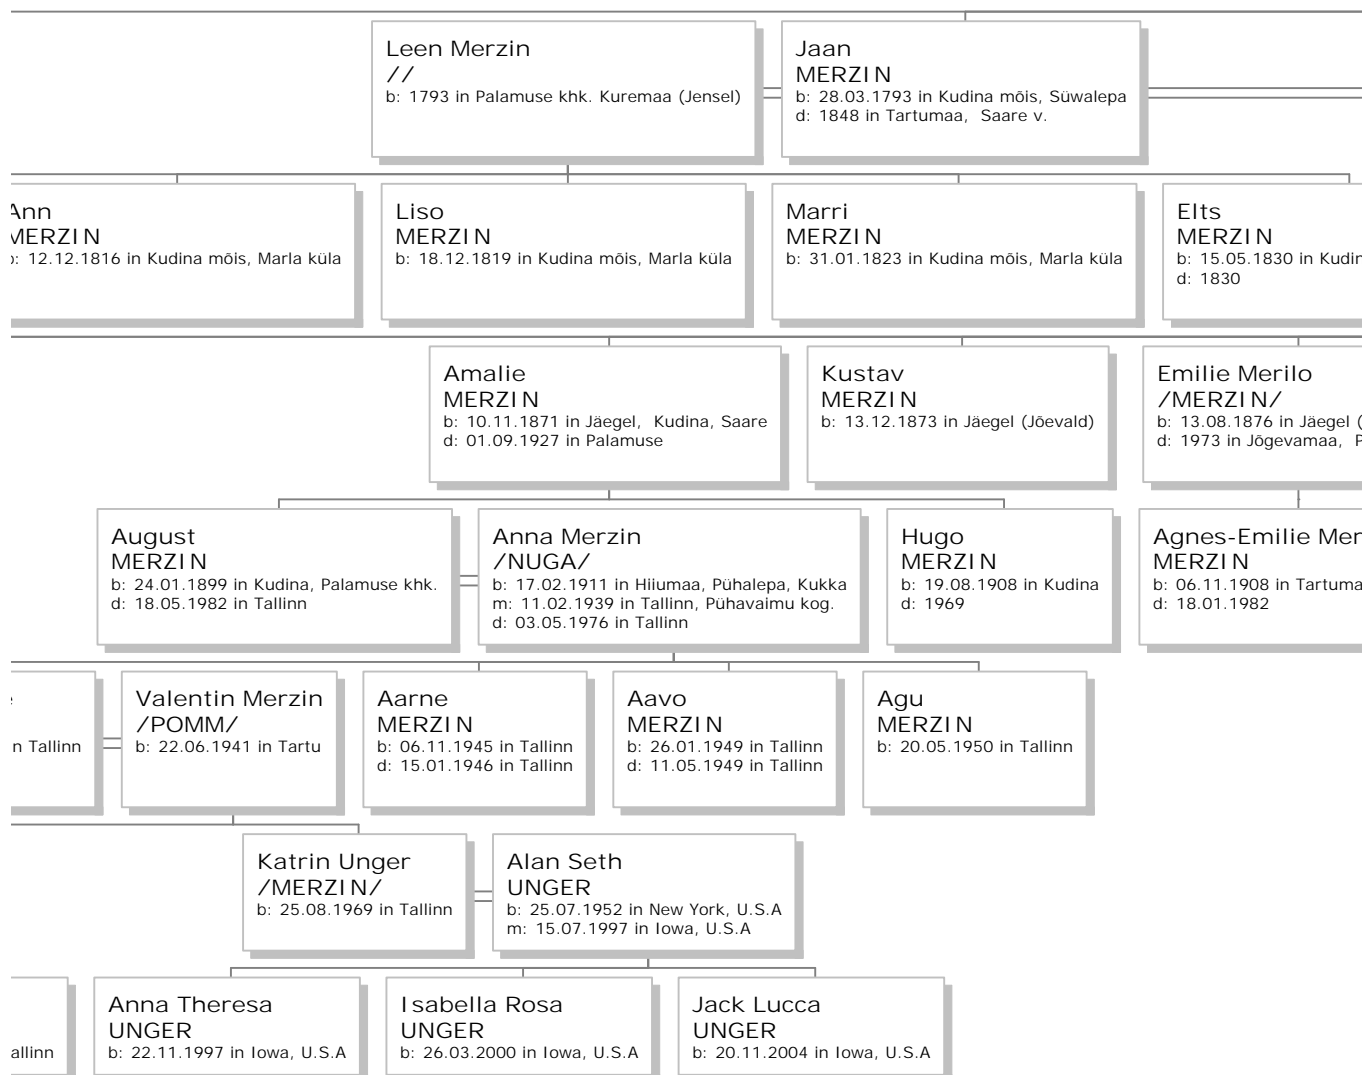 Leen Merzin
//
b: 1793 in Palamuse khk. Kuremaa (Jensel)
Jaan
MERZIN
b: 28.03.1793 in Kudina mõis, Süwalepa
d: 1848 in Tartumaa, Saare v.
Ann
MERZIN
b: 12.12.1816 in Kudina mõis, Marla küla
Liso
MERZIN
b: 18.12.1819 in Kudina mõis, Marla küla
Marri
MERZIN
b: 31.01.1823 in Kudina mõis, Marla küla
Elts
MERZIN
b: 15.05.1830 in Kudin
d: 1830
Amalie
MERZIN
b: 10.11.1871 in Jäegel, Kudina, Saare
d: 01.09.1927 in Palamuse
Kustav
MERZIN
b: 13.12.1873 in Jäegel (Jõevald)
Emilie Merilo
/MERZIN/
b: 13.08.1876 in Jäegel (
d: 1973 in Jõgevamaa, P
August
MERZIN
b: 24.01.1899 in Kudina, Palamuse khk.
d: 18.05.1982 in Tallinn
Anna Merzin
/NUGA/
b: 17.02.1911 in Hiiumaa, Pühalepa, Kukka
m: 11.02.1939 in Tallinn, Pühavaimu kog.
d: 03.05.1976 in Tallinn
Hugo
MERZIN
b: 19.08.1908 in Kudina
d: 1969
Agnes-Emilie Mer
MERZIN
b: 06.11.1908 in Tartuma
d: 18.01.1982
n Tallinn
Valentin Merzin
/POMM/
b: 22.06.1941 in Tartu
Aarne
MERZIN
b: 06.11.1945 in Tallinn
d: 15.01.1946 in Tallinn
Aavo
MERZIN
b: 26.01.1949 in Tallinn
d: 11.05.1949 in Tallinn
Agu
MERZIN
b: 20.05.1950 in Tallinn
Katrin Unger
/MERZIN/
b: 25.08.1969 in Tallinn
Alan Seth
UNGER
b: 25.07.1952 in New York, U.S.A
m: 15.07.1997 in Iowa, U.S.A
allinn
Anna Theresa
UNGER
b: 22.11.1997 in Iowa, U.S.A
Isabella Rosa
UNGER
b: 26.03.2000 in Iowa, U.S.A
Jack Lucca
UNGER
b: 20.11.2004 in Iowa, U.S.A